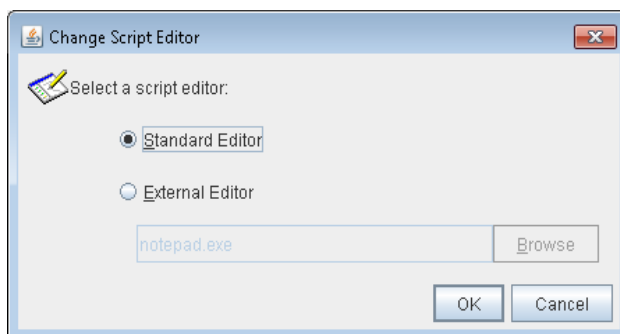 Change Script Editor
Select a script editor:
Standard Editor
External Editor
notepad.exe
Browse
OK
Cancel